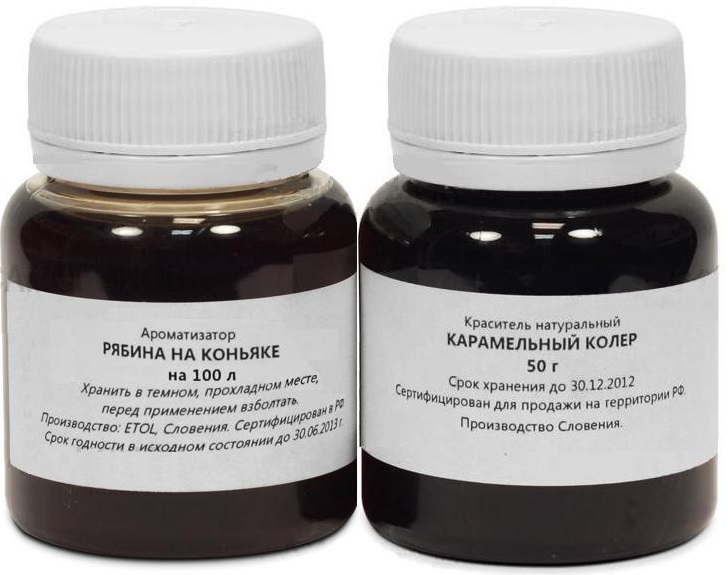 Ароматизатор
РЯБИНА НА КОНЬЯКЕ
на 100 л
Хранить в темном, прохладном месте,
перед применением взболтать.
Производство: ETOL, Словения. Сертифицирован в РФ
Срок годности в исходном состоянии до 30.06.2013 г.
Краситель натуральный
КАРАМЕЛЬНЫЙ КОЛЕР
50 г
Срок хранения до 30.12.2012
Сертифицирован для продажи на территории РФ.
Производство Словения.